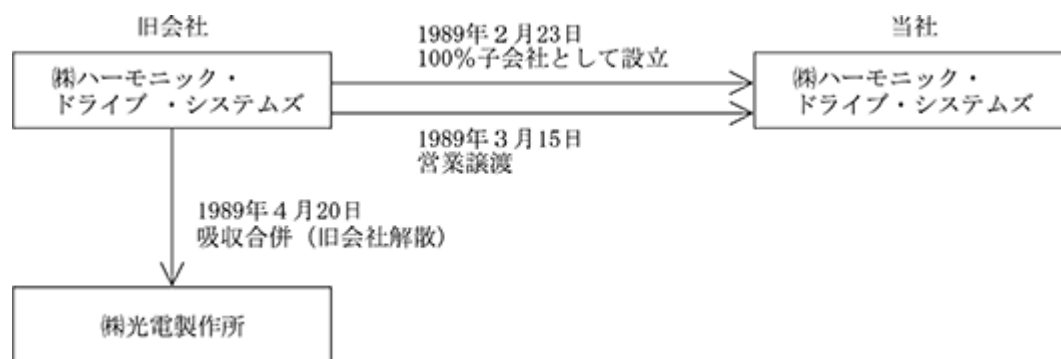 旧会社
㈱ハーモニック・
ドライブ ・システムズ
1989年２月23日
100%子会社として設立
1989年３月15日
営業譲渡
当社
㈱ハーモニック・
ドライブ・システムズ
1989年４月20日
吸収合併（旧会社解散）
㈱光電製作所